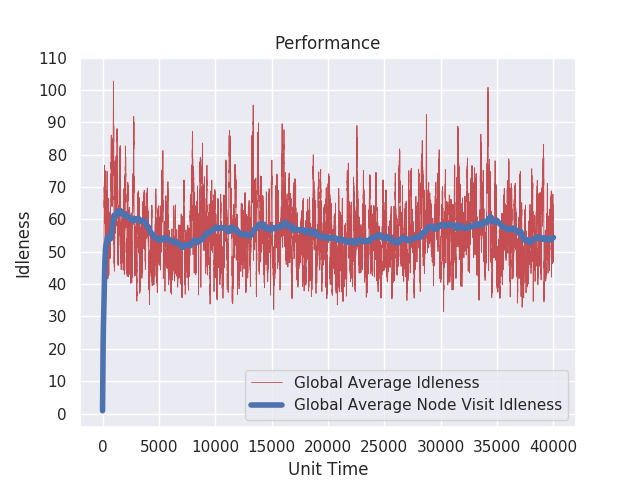 Performance
110
100
90
80
70
60
50
40
30
20
10
0
Idleness
Global Average Idleness
Global Average Node Visit Idleness
0 5000 10000 15000 20000 25000 30000 35000 40000
Unit Time